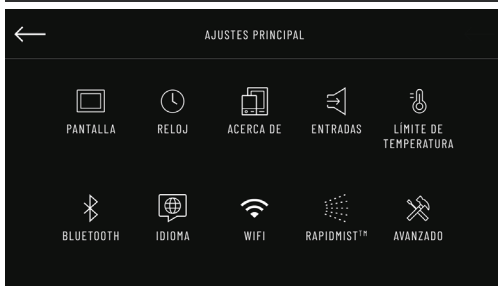 AJUSTES PRINCIPAL
PANTALLA
RELOJ
ACERCA DE
ENTRADAS
LÍMITE DE
TEMPERATURA
BLUETOOTH
IDIOMA
WIFI
RAPIDMIST™
AVANZADO